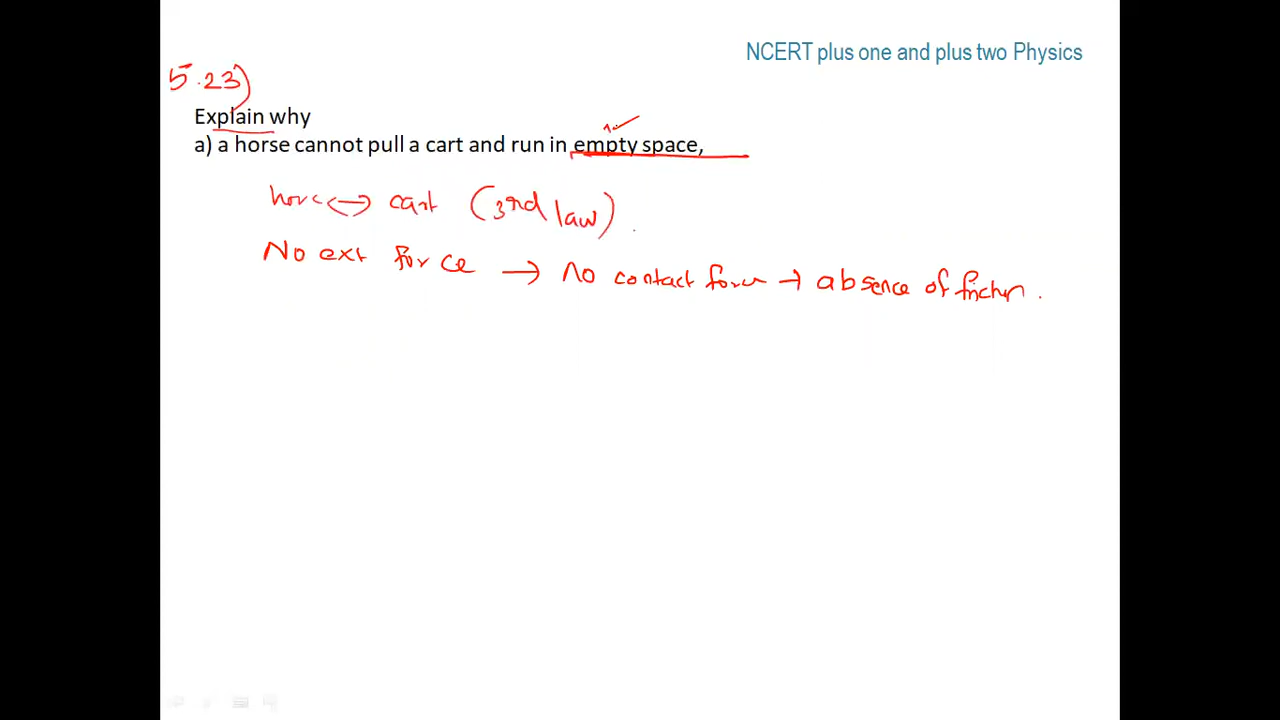 NCERT plus one and plus two Physics
5.23)
Explain why
a) a horse cannot pull a cart and run in empty space,
horse ↔ cart (3rd law)
No ext force → no contact force → absence of friction.